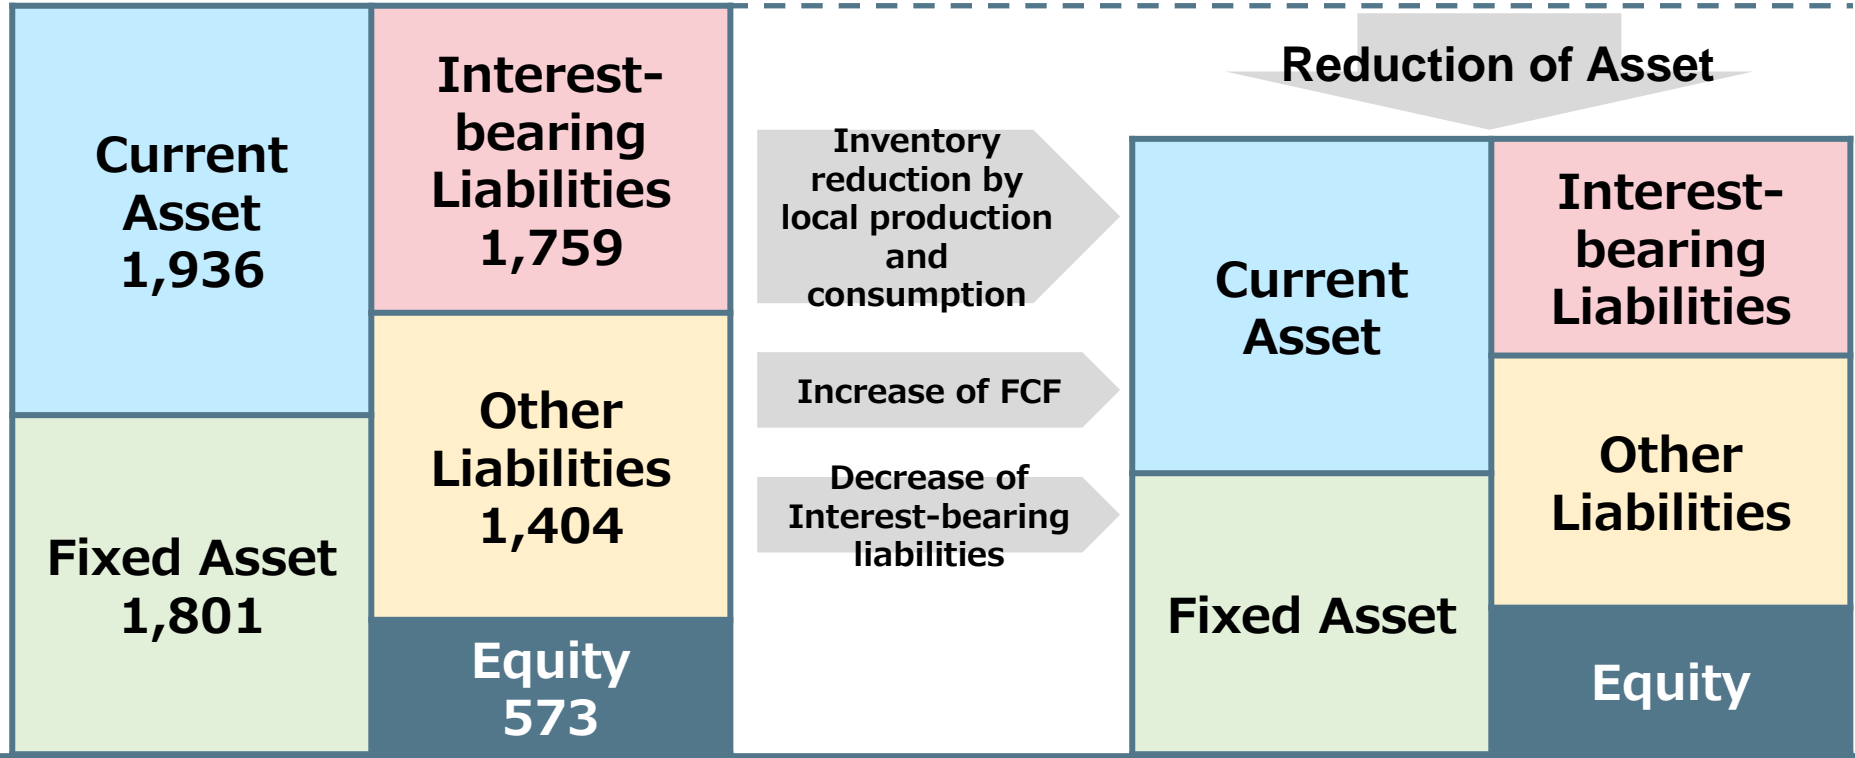 Current
Asset
1,936
Fixed Asset
1,801
Interest-
bearing
Liabilities
1,759
Other
Liabilities
1,404
Equity
573
Inventory
reduction by
local production
and
consumption
Increase of FCF
Decrease of
Interest-bearing
liabilities
Reduction of Asset
Current
Asset
Fixed Asset
Interest-
bearing
Liabilities
Other
Liabilities
Equity